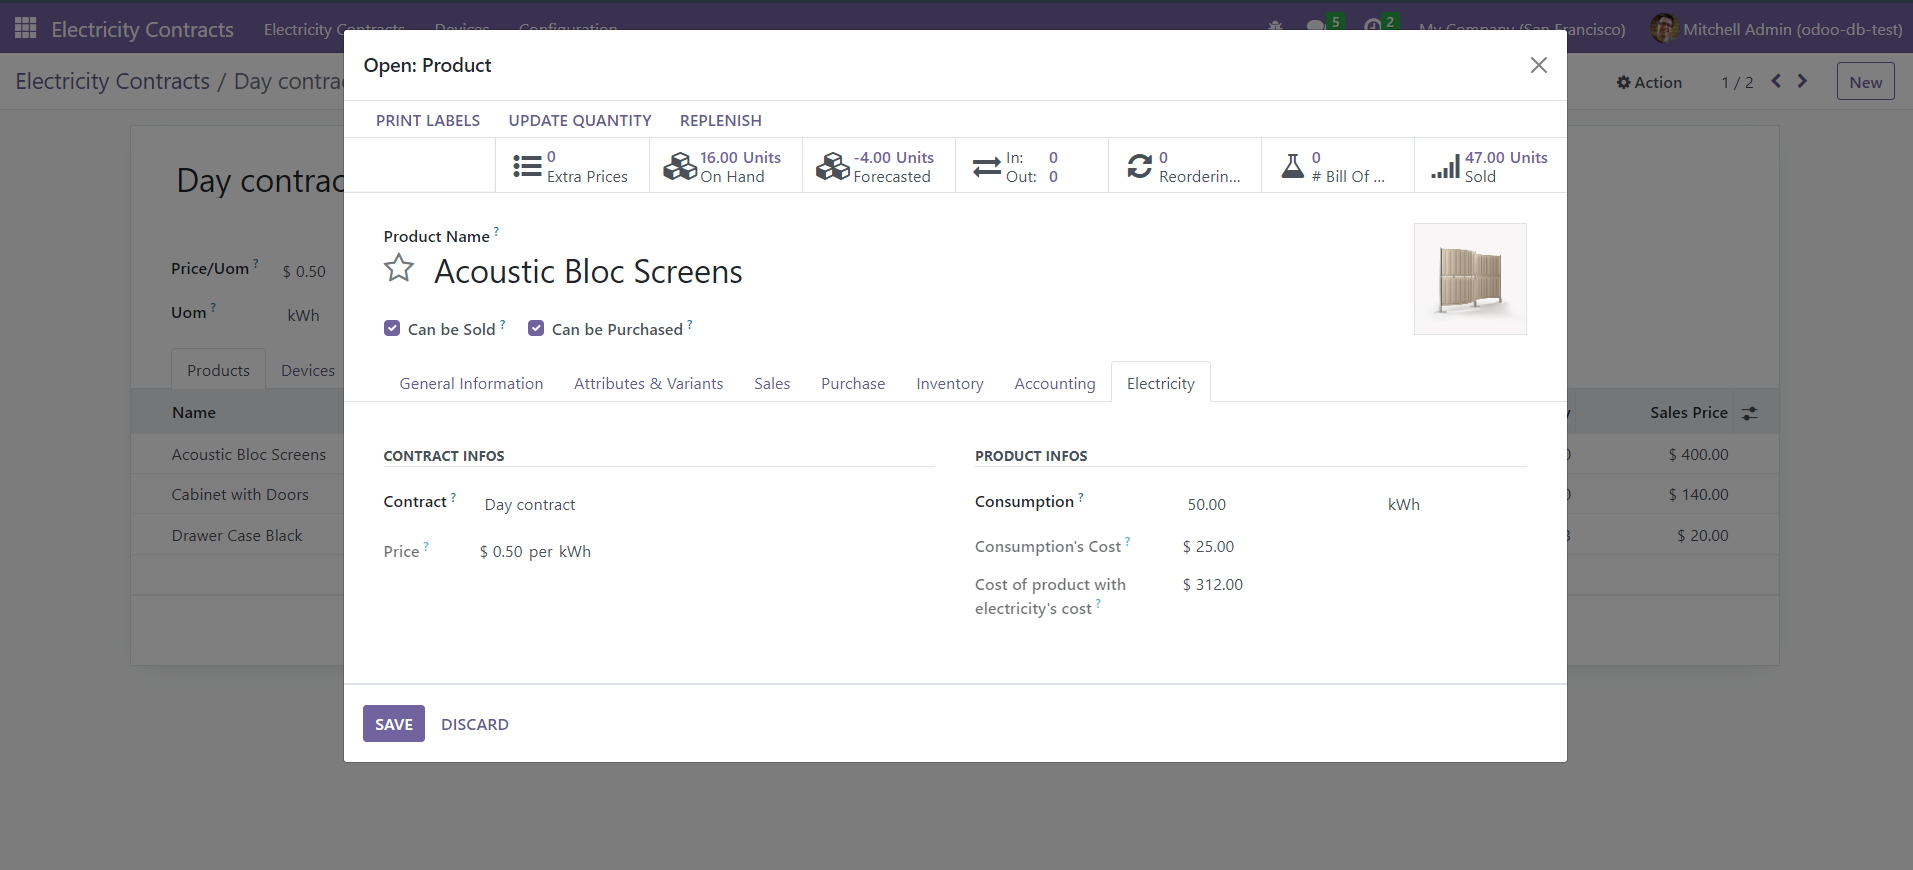 Electricity Contracts Electricity Contracts Devices Configuration 5 2 My Company (San Francisco) Mitchell Admin (odoo-db-test)
Electricity Contracts / Day contra
Action 1 / 2 New
Open: Product
PRINT LABELS UPDATE QUANTITY REPLENISH
0 Extra Prices
16.00 Units On Hand
-4.00 Units Forecasted
In: 0
Out: 0
0 Reorderin...
0 # Bill Of ...
47.00 Units Sold
Day contrac
Price/Uom ? $ 0.50
Uom ? kWh
Products Devices
Name
Acoustic Bloc Screens
Cabinet with Doors
Drawer Case Black
Product Name ?
Acoustic Bloc Screens
Can be Sold ? Can be Purchased ?
General Information Attributes & Variants Sales Purchase Inventory Accounting Electricity
CONTRACT INFOS
Contract ? Day contract
Price ? $ 0.50 per kWh
PRODUCT INFOS
Consumption ? 50.00 kWh
Consumption's Cost ? $ 25.00
Cost of product with
electricity's cost ? $ 312.00
Sales Price
$ 400.00
$ 140.00
$ 20.00
SAVE DISCARD